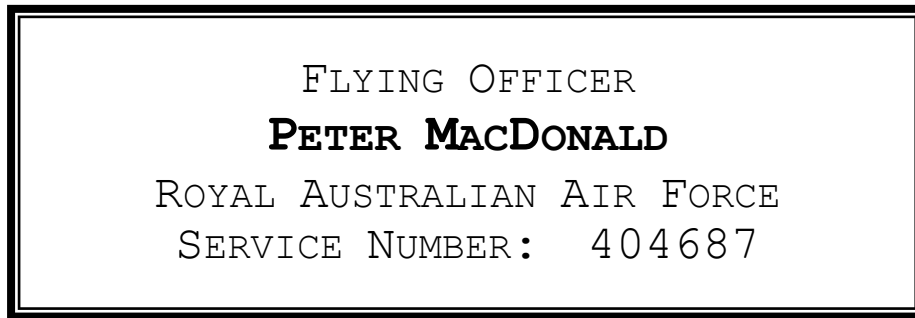 Flying Officer
Peter MacDonald
Royal Australian Air Force
Service Number: 404687